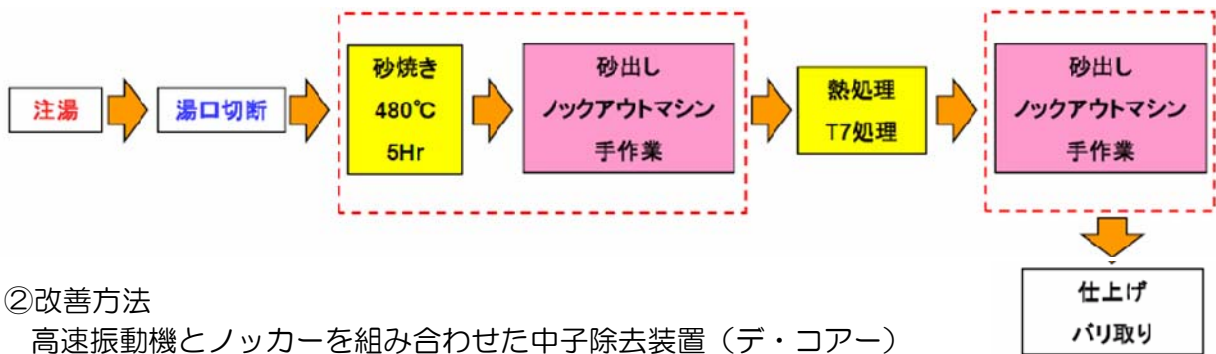 注湯
湯口切断
砂焼き
480℃
5Hr
砂出し
ノックアウトマシン
手作業
熱処理
T7処理
砂出し
ノックアウトマシン
手作業
仕上げ
バリ取り
②改善方法
高速振動機とノッカーを組み合わせた中子除去装置（デ・コアー）